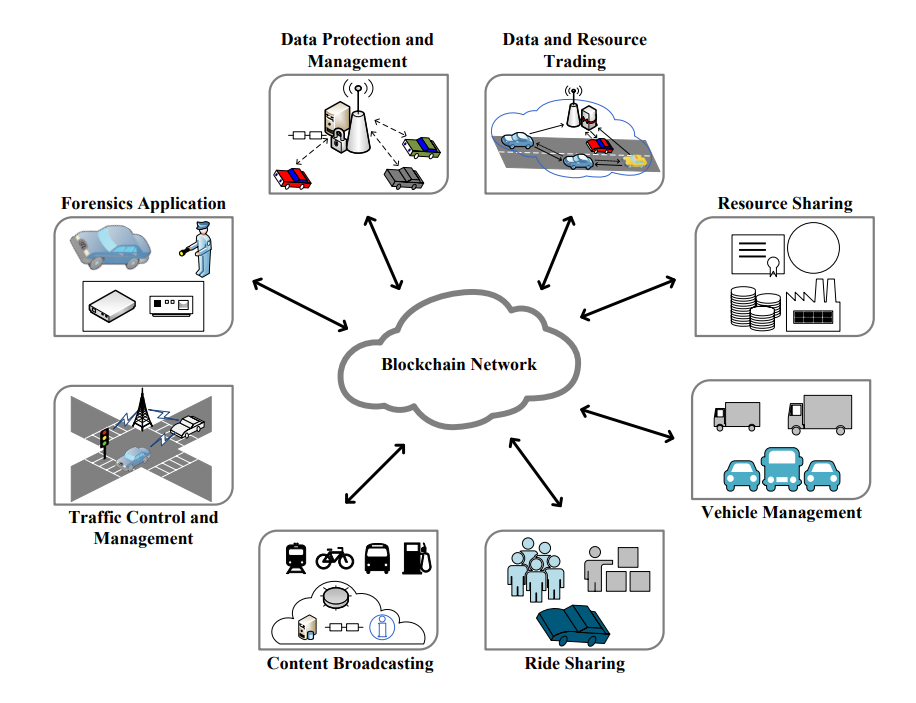 Data Protection and
Management
Data and Resource
Trading
Forensics Application
Resource Sharing
Blockchain Network
Traffic Control and
Management
Vehicle Management
Content Broadcasting
Ride Sharing